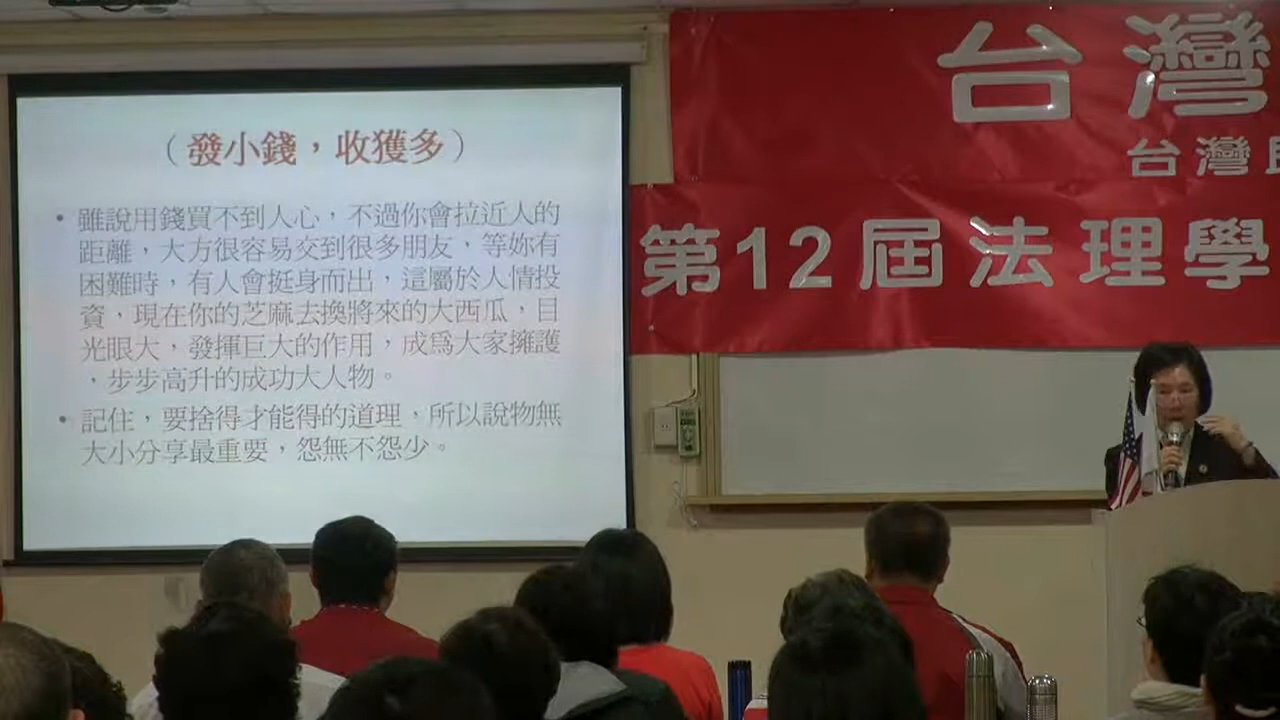 （發小錢，收獲多）
• 雖說用錢買不到人心，不過你會拉近人的
距離，大方很容易交到很多朋友，等妳有
困難時，有人會挺身而出，這屬於人情投
資，現在你的芝麻去換將來的大西瓜，目
光眼大，發揮巨大的作用，成為大家擁護
，步步高升的成功大人物。
• 記住，要捨得才能得的道理，所以說物無
大小分享最重要，怨無不怨少。
台灣
台灣民
第12屆法理學